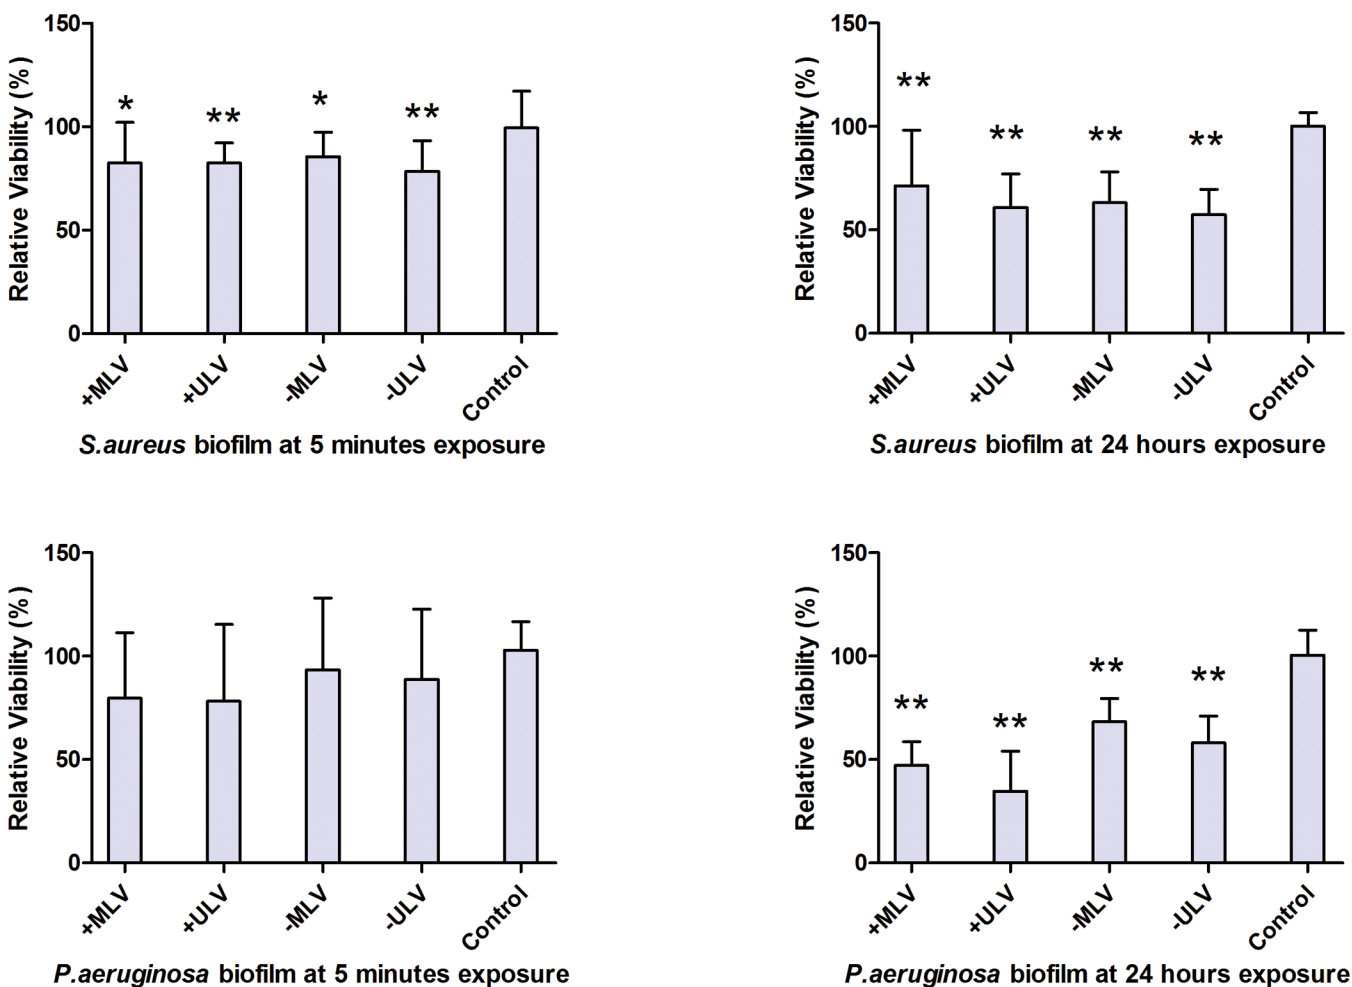 150
100
50
0
Relative Viability (%)
* ** * **
+MLV +ULV -MLV -ULV Control
S.aureus biofilm at 5 minutes exposure
150
100
50
0
Relative Viability (%)
** ** ** **
+MLV +ULV -MLV -ULV Control
S.aureus biofilm at 24 hours exposure
150
100
50
0
Relative Viability (%)
+MLV +ULV -MLV -ULV Control
P.aeruginosa biofilm at 5 minutes exposure
150
100
50
0
Relative Viability (%)
** ** ** **
+MLV +ULV -MLV -ULV Control
P.aeruginosa biofilm at 24 hours exposure